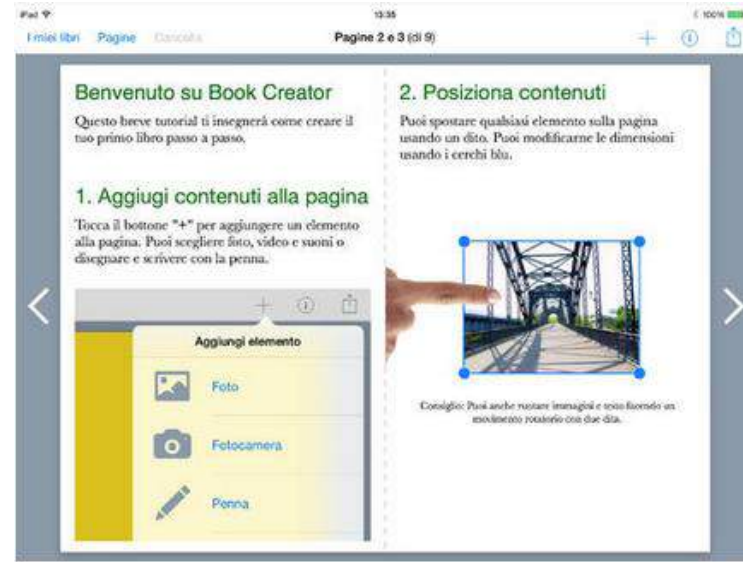 iPad
13:35
100%
I miei libri Pagine Cancella Pagine 2 e 3 (di 9)
Benvenuto su Book Creator
Questo breve tutorial ti insegnerà come creare il
tuo primo libro passo a passo.
1. Aggiugi contenuti alla pagina
Tocca il bottone "+" per aggiungere un elemento
alla pagina. Puoi scegliere foto, video e suoni o
disegnare e scrivere con la penna.
Aggiungi elemento
Foto
Fotocamera
Penna
2. Posiziona contenuti
Puoi spostare qualsiasi elemento sulla pagina
usando un dito. Puoi modificarne le dimensioni
usando i cerchi blu.
Consiglio: Puoi anche ruotare immagini e testo facendo un
movimento rotatorio con due dita.